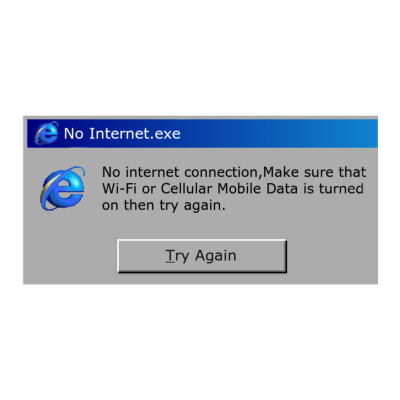 No Internet.exe
No internet connection,Make sure that
Wi-Fi or Cellular Mobile Data is turned
on then try again.
Try Again